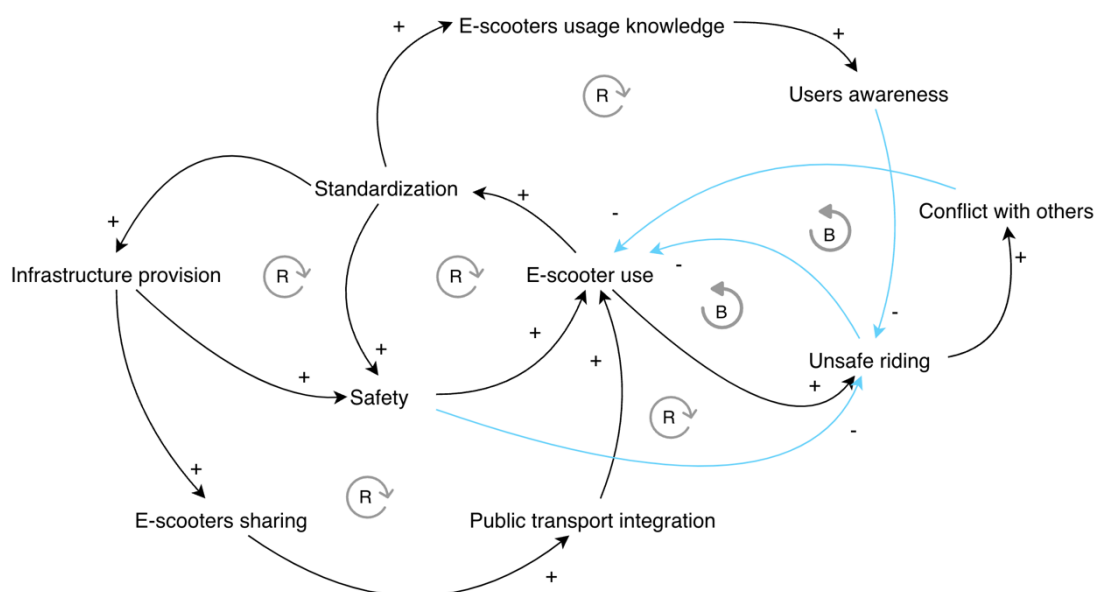 +
E-scooters usage knowledge
+
R
Users awareness
Standardization
+
-
Conflict with others
+
B
Infrastructure provision
R
R
E-scooter use
-
+
B
-
+
+
+
Unsafe riding
+
+
Safety
R
-
+
R
E-scooters sharing
Public transport integration
+